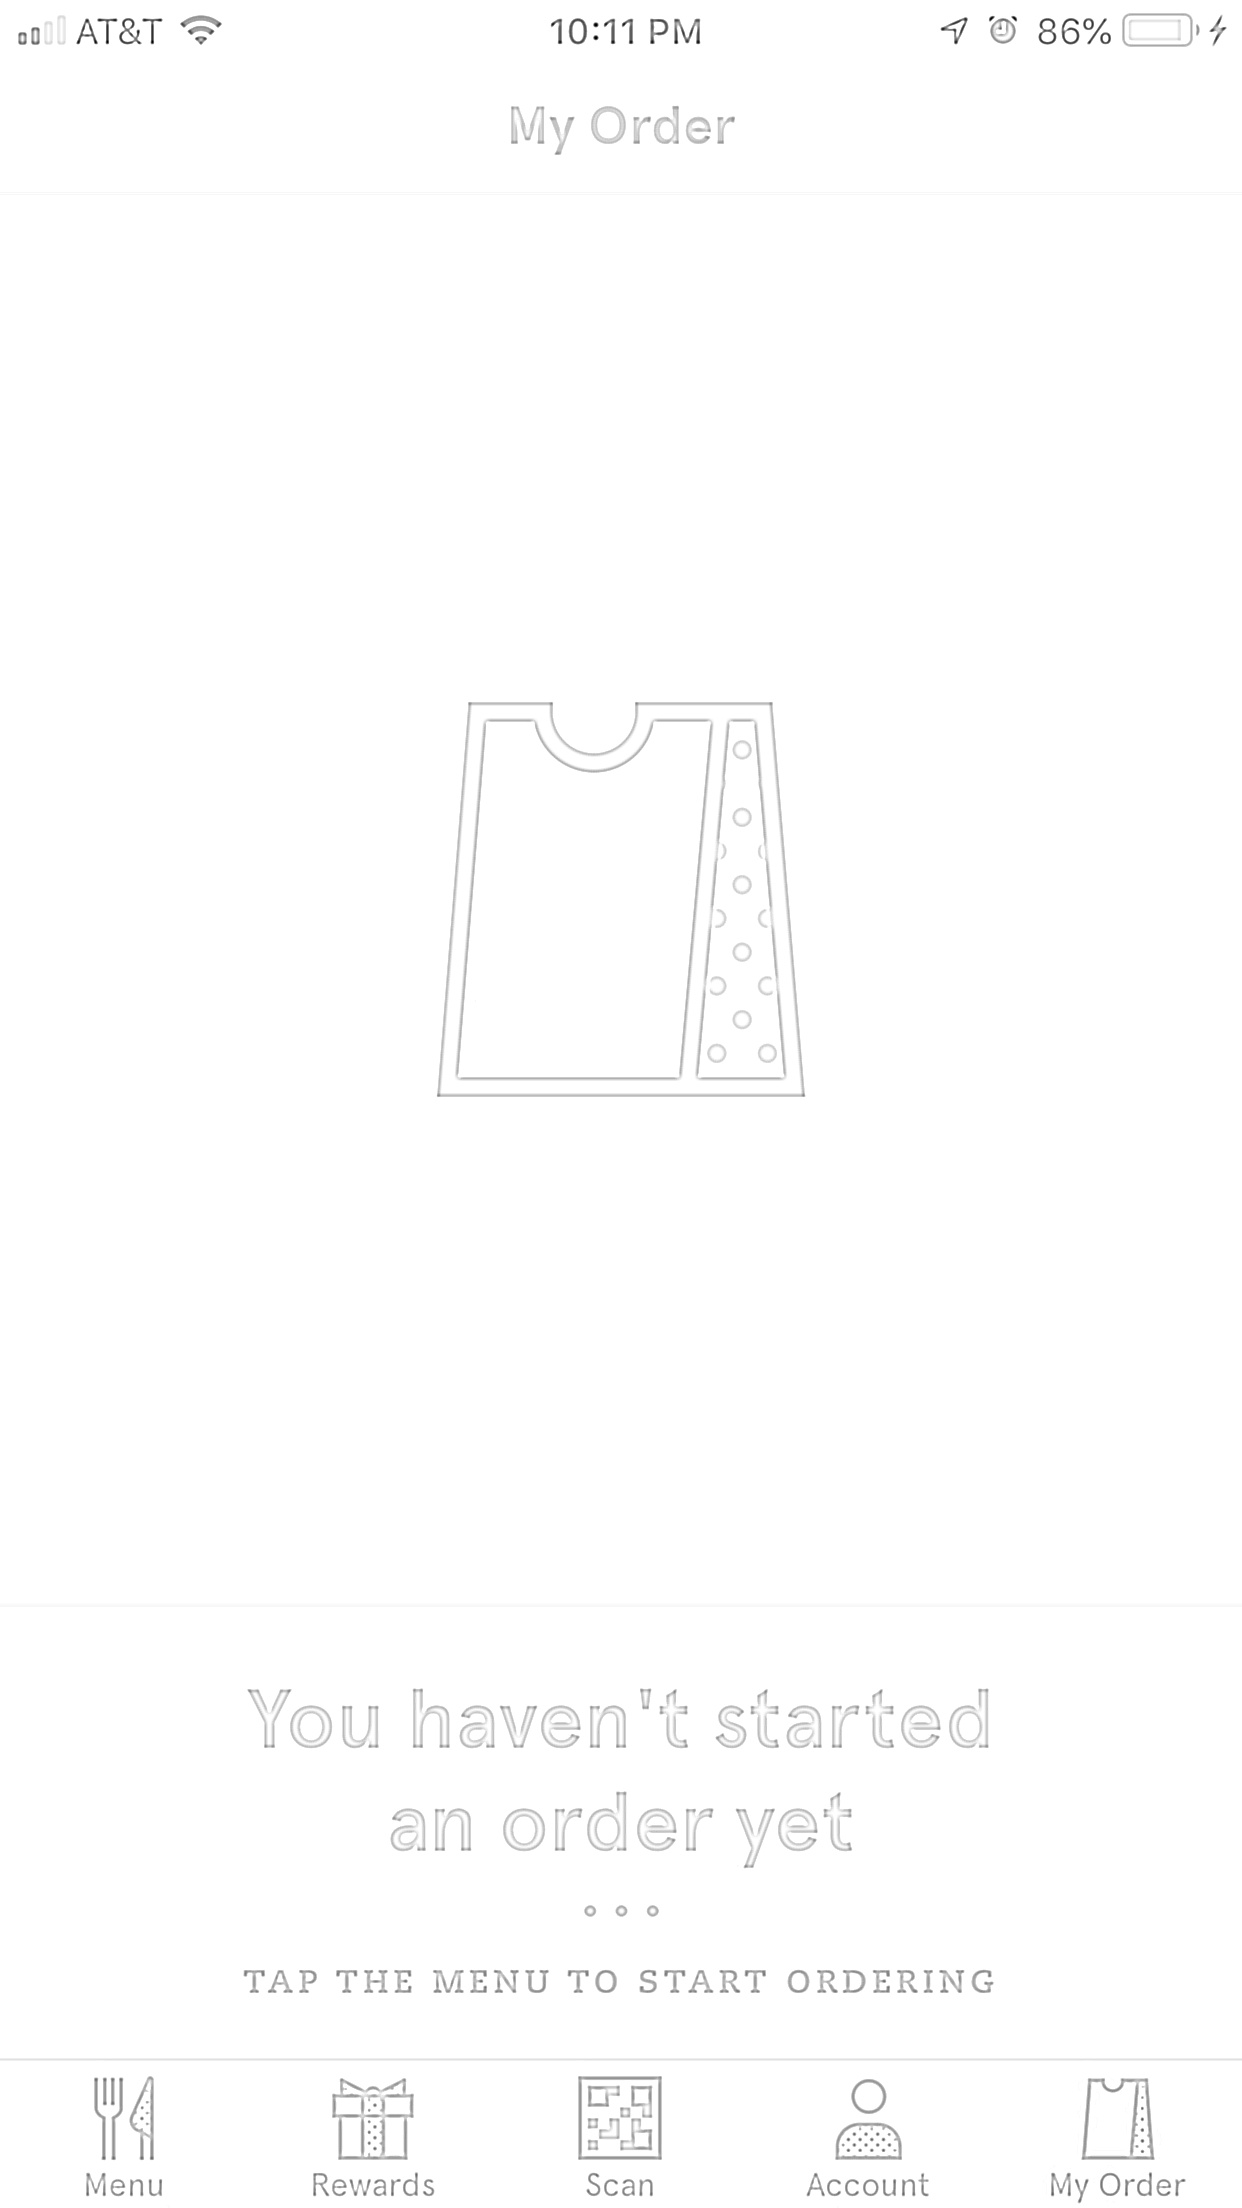 AT&T 10:11 PM 86%
My Order
You haven't started
an order yet
TAP THE MENU TO START ORDERING
Menu Rewards Scan Account My Order